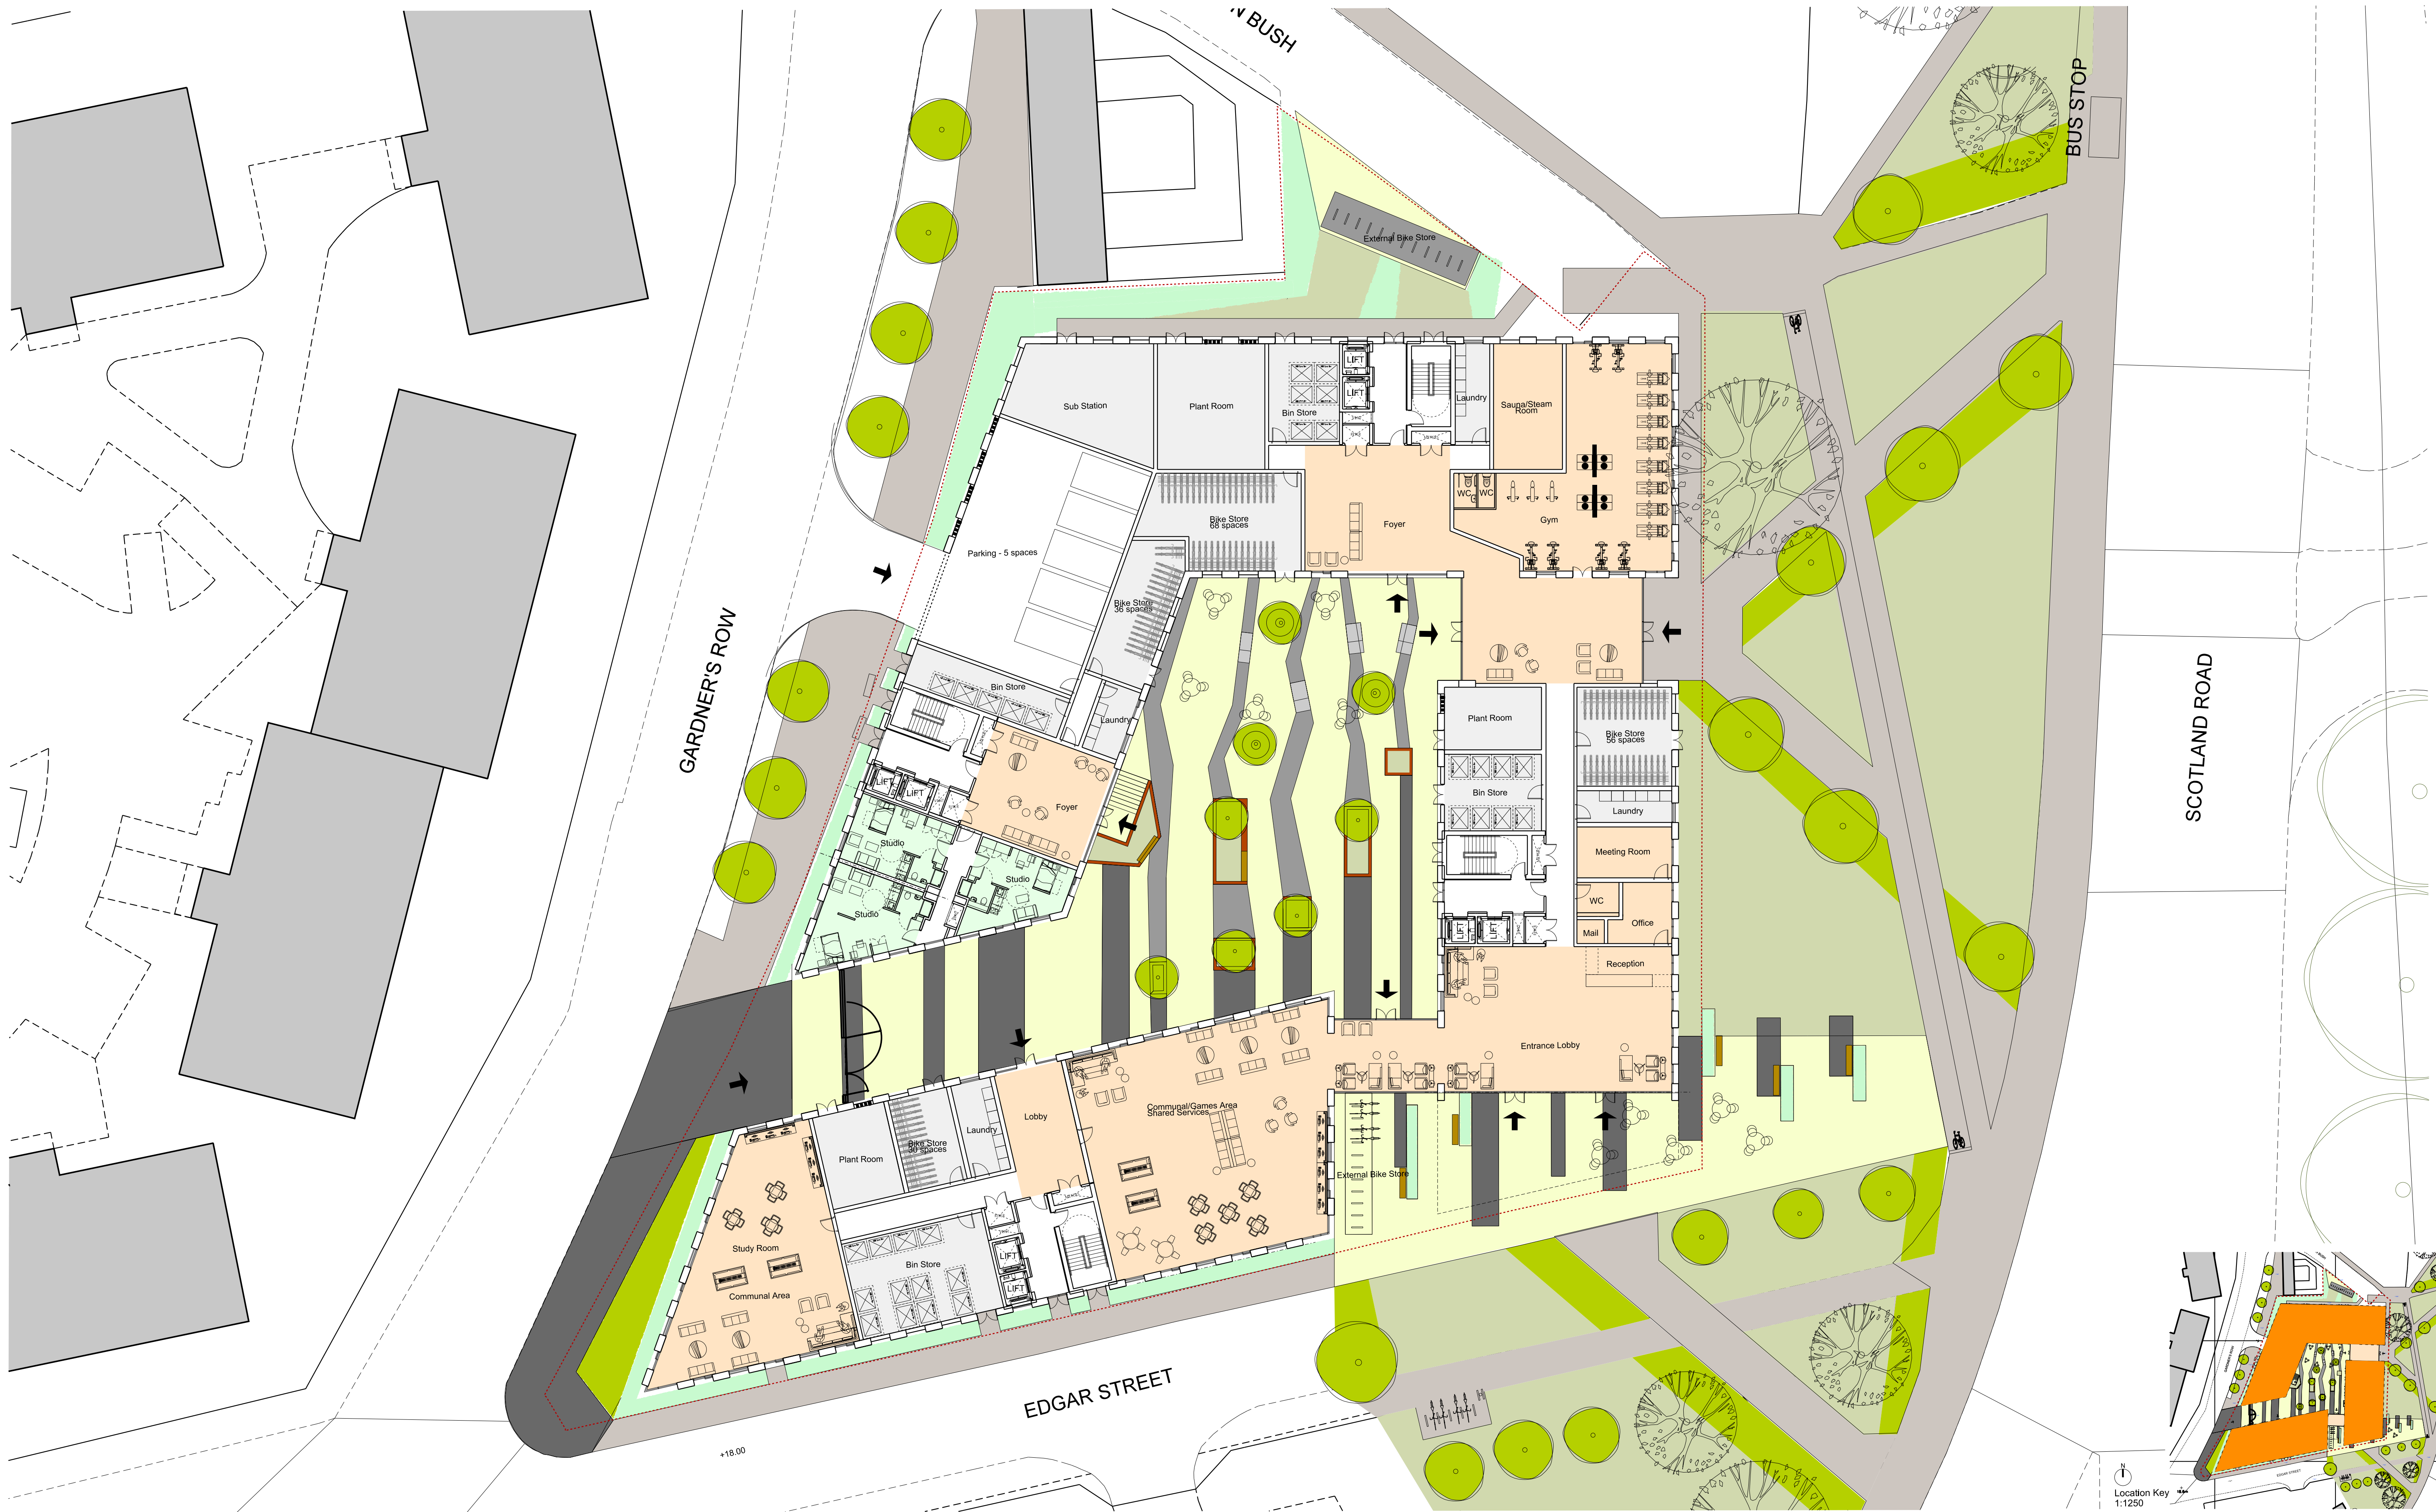 N BUSH
BUS STOP
External Bike Store
Sub Station
Plant Room
Bin Store
LIFT
LIFT
Laundry
Sauna/Steam
Room
WC
WC
Gym
Foyer
Bike Store
68 spaces
Parking - 5 spaces
Bike Store
36 spaces
GARDNER'S ROW
SCOTLAND ROAD
Bin Store
Laundry
Plant Room
Bike Store
56 spaces
LIFT
LIFT
Foyer
Bin Store
Laundry
Studio
Studio
Studio
Meeting Room
WC
Office
Mail
LIFT
LIFT
Reception
Entrance Lobby
Communal/Games Area
Shared Services
Lobby
Laundry
Bike Store
30 spaces
Plant Room
External Bike Store
Study Room
Bin Store
LIFT
LIFT
Communal Area
EDGAR STREET
+18.00
N
Location Key
1:1250
GARDNER'S ROW
EDGAR STREET